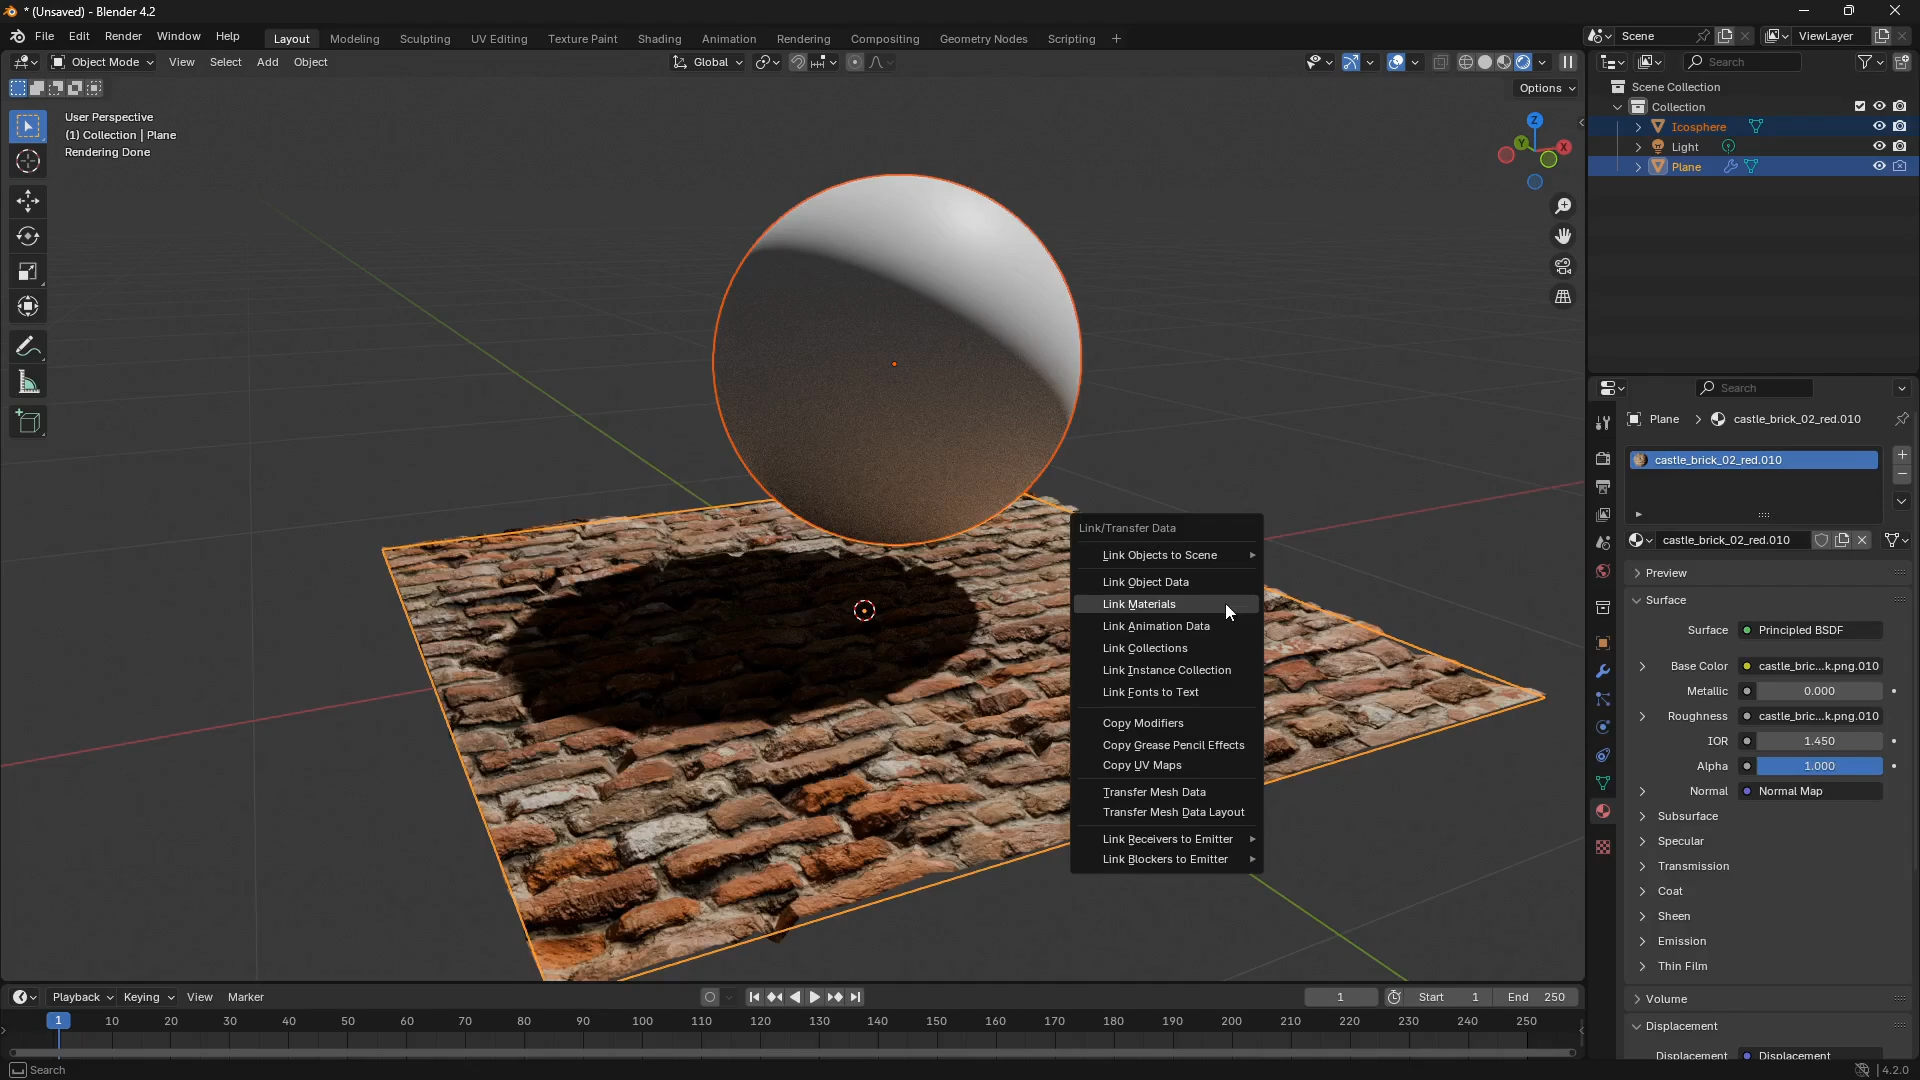 * (Unsaved) - Blender 4.2
File Edit Render Window Help
Layout Modeling Sculpting UV Editing Texture Paint Shading Animation Rendering Compositing Geometry Nodes Scripting +
Scene
ViewLayer
Object Mode View Select Add Object
Global
Options
User Perspective
(1) Collection | Plane
Rendering Done
Z
Y
X
Search
Scene Collection
Collection
Icosphere
Light
Plane
Search
Plane > castle_brick_02_red.010
castle_brick_02_red.010
castle_brick_02_red.010
Preview
Surface
Surface Principled BSDF
Base Color castle_bric...k.png.010
Metallic 0.000
Roughness castle_bric...k.png.010
IOR 1.450
Alpha 1.000
Normal Normal Map
Subsurface
Specular
Transmission
Coat
Sheen
Emission
Thin Film
Volume
Displacement
Displacement Displacement
Link/Transfer Data
Link Objects to Scene
Link Object Data
Link Materials
Link Animation Data
Link Collections
Link Instance Collection
Link Fonts to Text
Copy Modifiers
Copy Grease Pencil Effects
Copy UV Maps
Transfer Mesh Data
Transfer Mesh Data Layout
Link Receivers to Emitter
Link Blockers to Emitter
Playback Keying View Marker
1 Start 1 End 250
1 10 20 30 40 50 60 70 80 90 100 110 120 130 140 150 160 170 180 190 200 210 220 230 240 250
Search
4.2.0